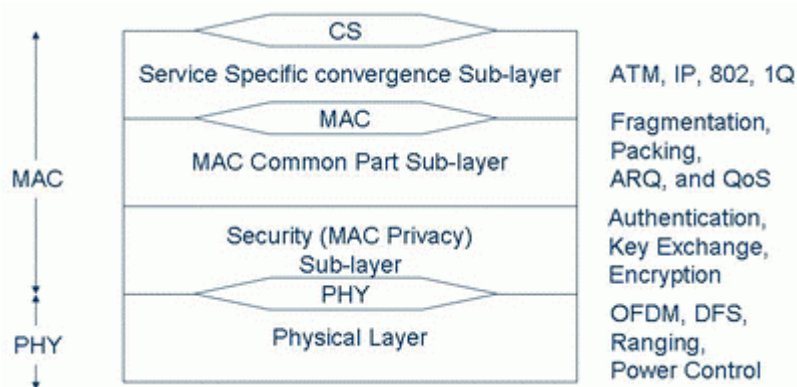 CS
Service Specific convergence Sub-layer
ATM, IP, 802, 1Q
MAC
MAC Common Part Sub-layer
Fragmentation,
Packing,
ARQ, and QoS
MAC
Security (MAC Privacy)
Sub-layer
Authentication,
Key Exchange,
Encryption
PHY
Physical Layer
OFDM, DFS,
Ranging,
Power Control
PHY